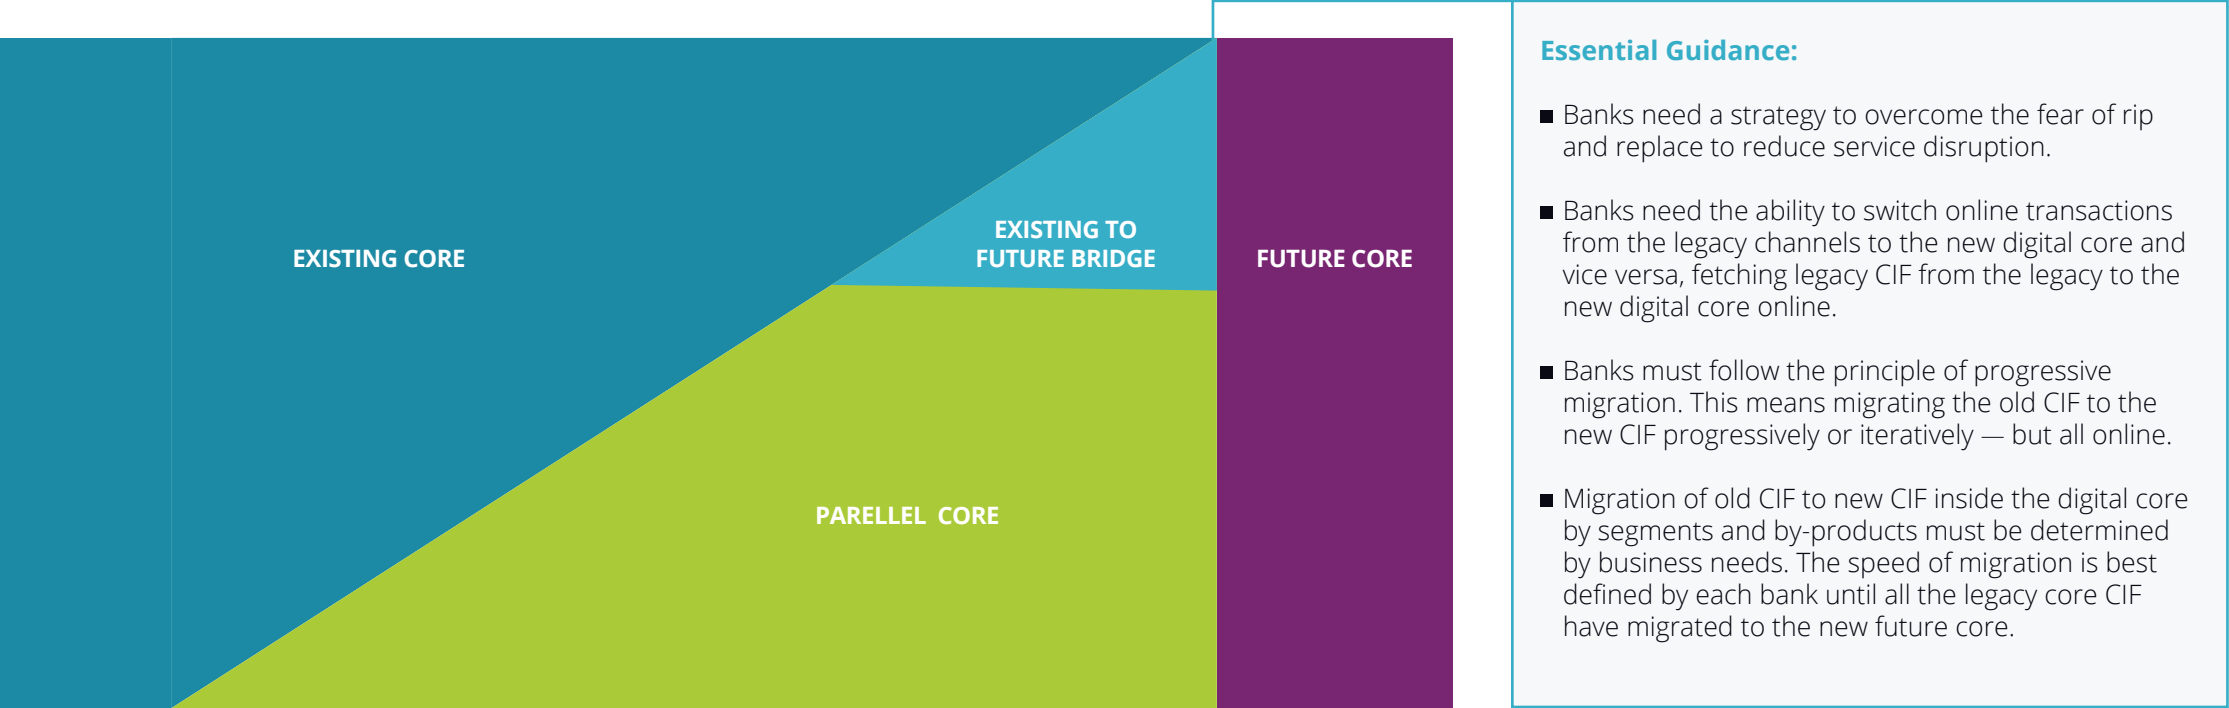 EXISTING CORE
EXISTING TO
FUTURE BRIDGE
FUTURE CORE
PARELLEL  CORE
Essential Guidance:
■ Banks need a strategy to overcome the fear of rip
and replace to reduce service disruption.
■ Banks need the ability to switch online transactions
from the legacy channels to the new digital core and
vice versa, fetching legacy CIF from the legacy to the
new digital core online.
■ Banks must follow the principle of progressive
migration. This means migrating the old CIF to the
new CIF progressively or iteratively — but all online.
■ Migration of old CIF to new CIF inside the digital core
by segments and by-products must be determined
by business needs. The speed of migration is best
defined by each bank until all the legacy core CIF
have migrated to the new future core.